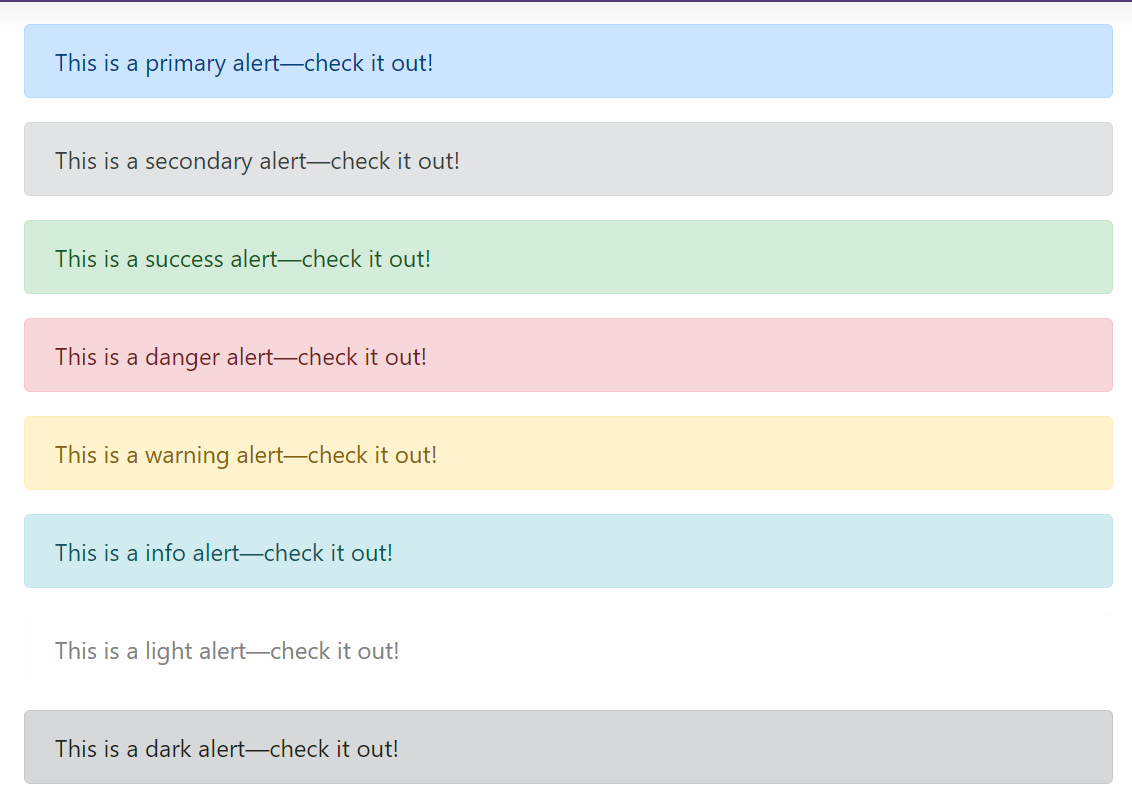 This is a primary alert—check it out!
This is a secondary alert—check it out!
This is a success alert—check it out!
This is a danger alert—check it out!
This is a warning alert—check it out!
This is a info alert—check it out!
This is a light alert—check it out!
This is a dark alert—check it out!